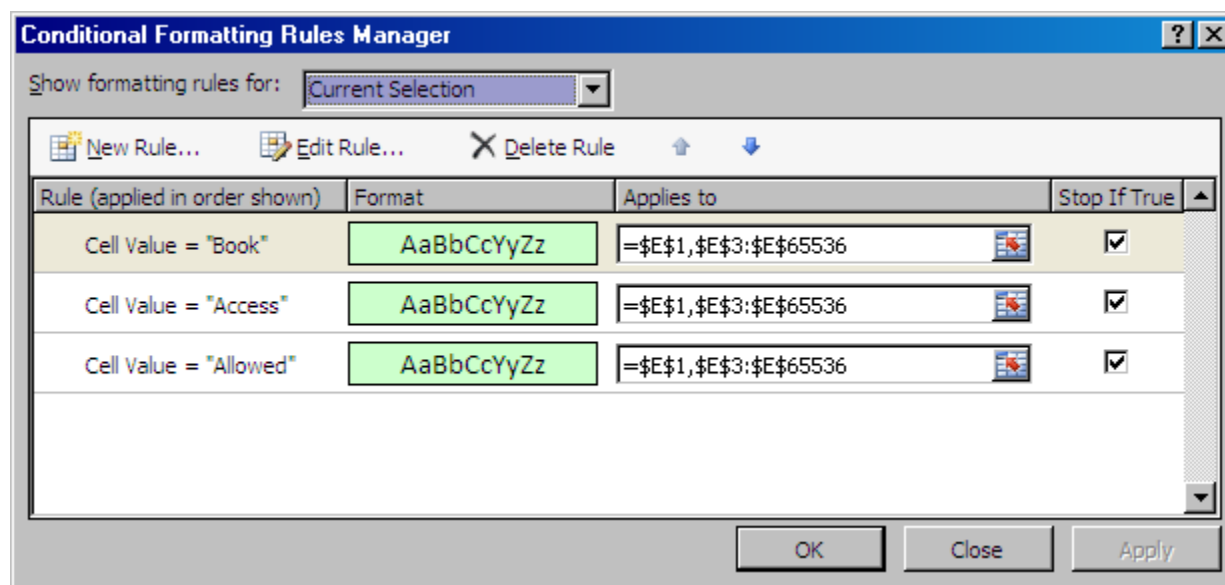 Conditional Formatting Rules Manager
Show formatting rules for: Current Selection
New Rule... Edit Rule... Delete Rule
Rule (applied in order shown) Format Applies to Stop If True
Cell Value = "Book" AaBbCcYyZz =$E$1,$E$3:$E$65536
Cell Value = "Access" AaBbCcYyZz =$E$1,$E$3:$E$65536
Cell Value = "Allowed" AaBbCcYyZz =$E$1,$E$3:$E$65536
OK Close Apply